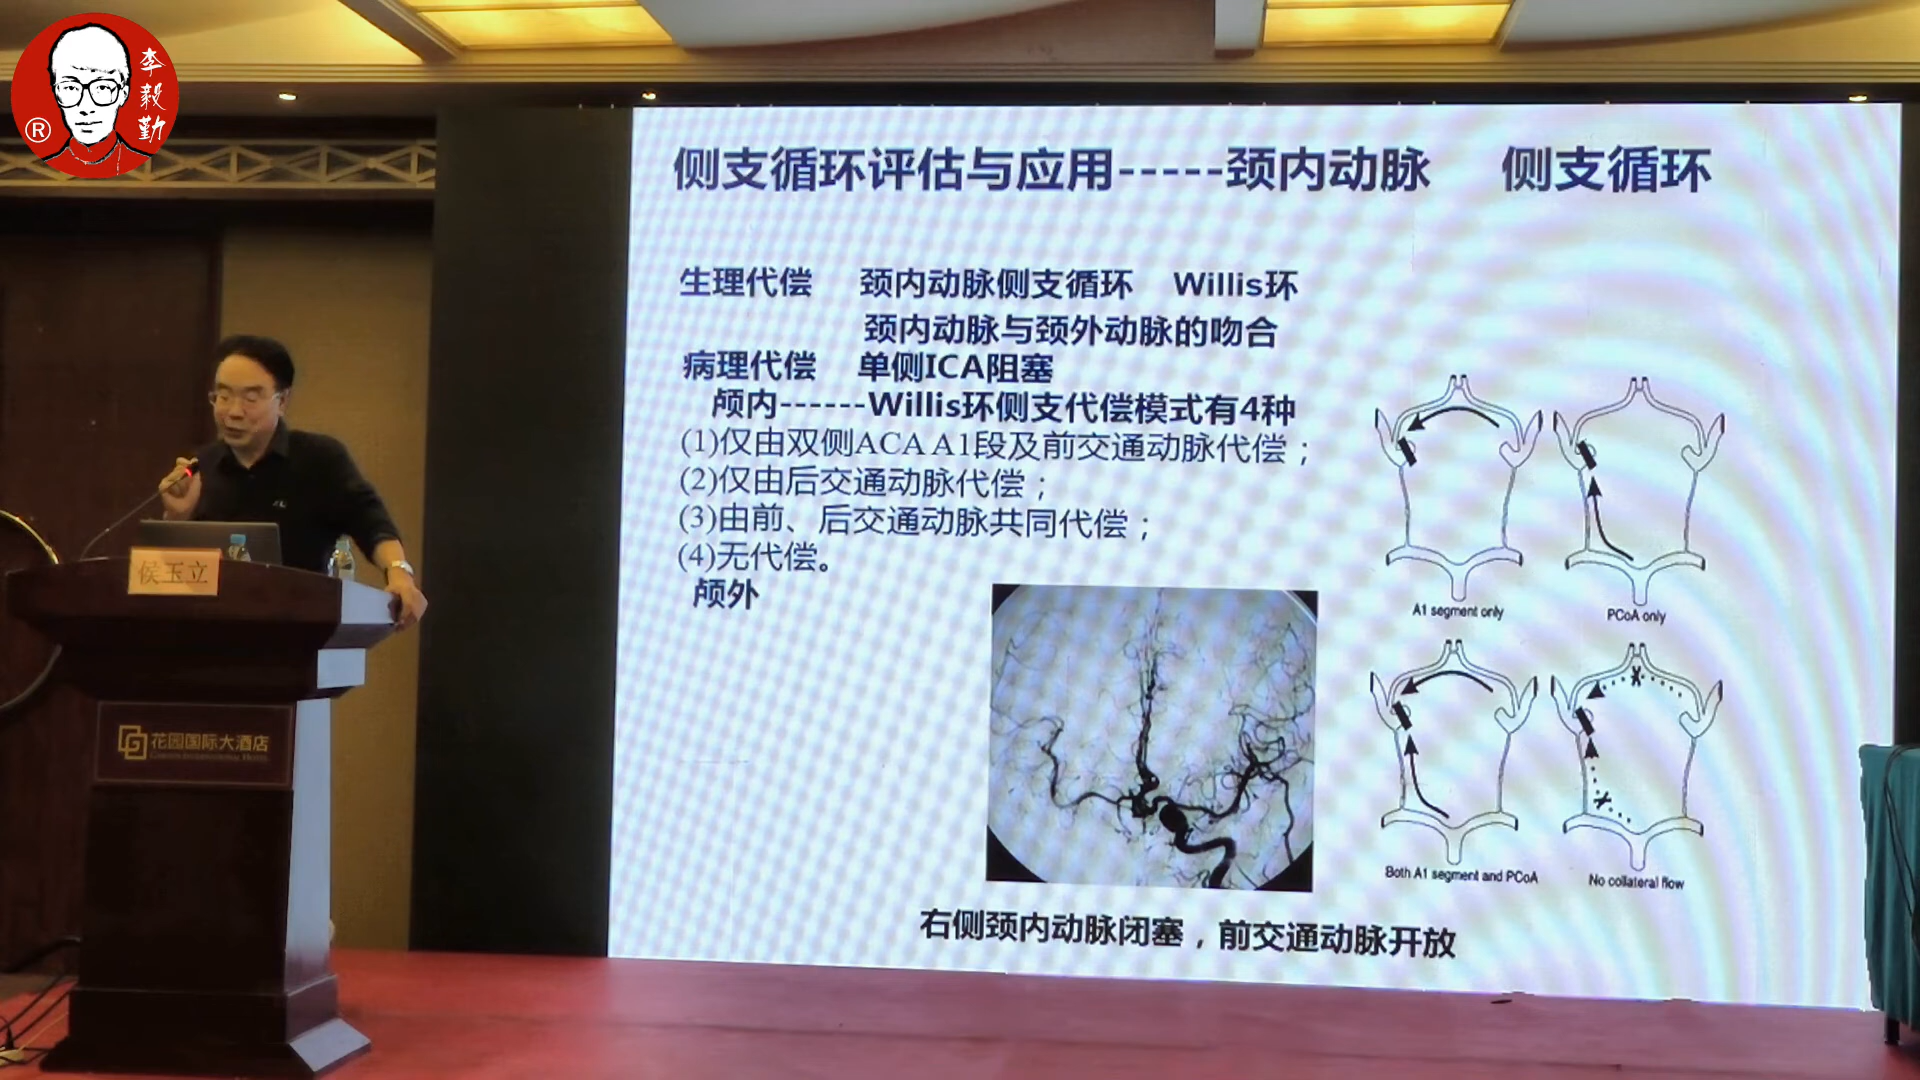 李毅勤
®
侧支循环评估与应用-----颈内动脉 侧支循环
生理代偿 颈内动脉侧支循环 Willis环
颈内动脉与颈外动脉的吻合
病理代偿 单侧ICA阻塞
颅内------Willis环侧支代偿模式有4种
(1)仅由双侧ACA A1段及前交通动脉代偿；
(2)仅由后交通动脉代偿；
(3)由前、后交通动脉共同代偿；
(4)无代偿。
颅外
A1 segment only
PCoA only
Both A1 segment and PCoA
No collateral flow
右侧颈内动脉闭塞，前交通动脉开放
侯玉立
花园国际大酒店